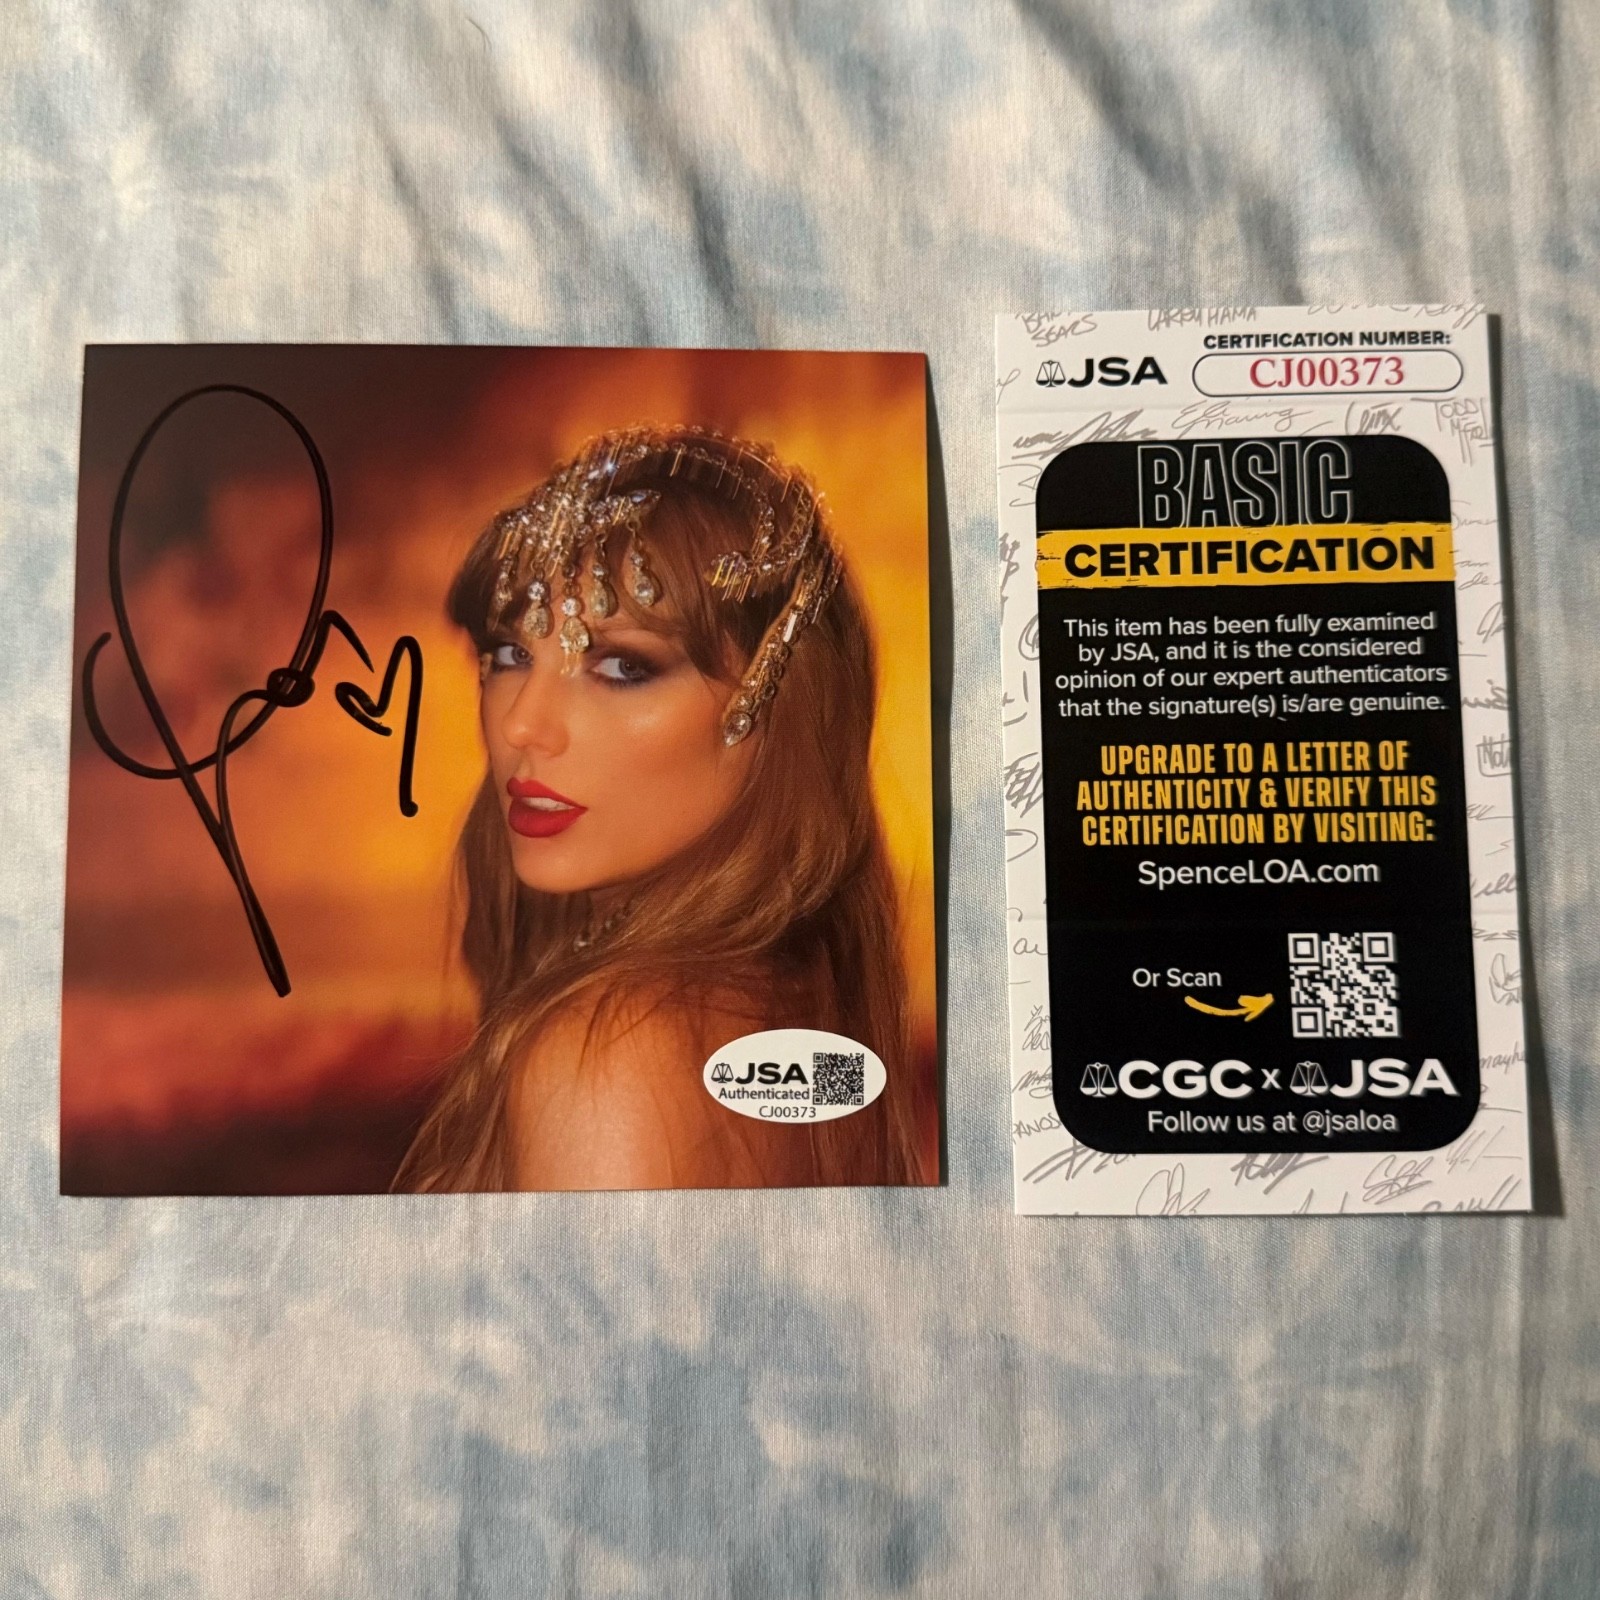 JSA
Authenticated
CJ00373
CERTIFICATION NUMBER:
JSA
CJ00373
BASIC
CERTIFICATION
This item has been fully examined
by JSA, and it is the considered
opinion of our expert authenticators
that the signature(s) is/are genuine.
UPGRADE TO A LETTER OF
AUTHENTICITY & VERIFY THIS
CERTIFICATION BY VISITING:
SpenceLOA.com
Or Scan
CGC x JSA
Follow us at @jsaloa